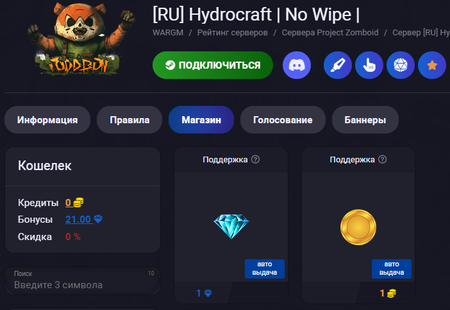 [RU] Hydrocraft | No Wipe |
WARGM / Рейтинг серверов / Сервера Project Zomboid / Сервер [RU] Hy
ПОДКЛЮЧИТЬСЯ
Информация Правила Магазин Голосование Баннеры
Кошелек
Кредиты 0
Бонусы 21.00
Скидка 0 %
Поиск 10
Введите 3 символа
Поддержка ?
авто
выдача
1
Поддержка ?
авто
выдача
1